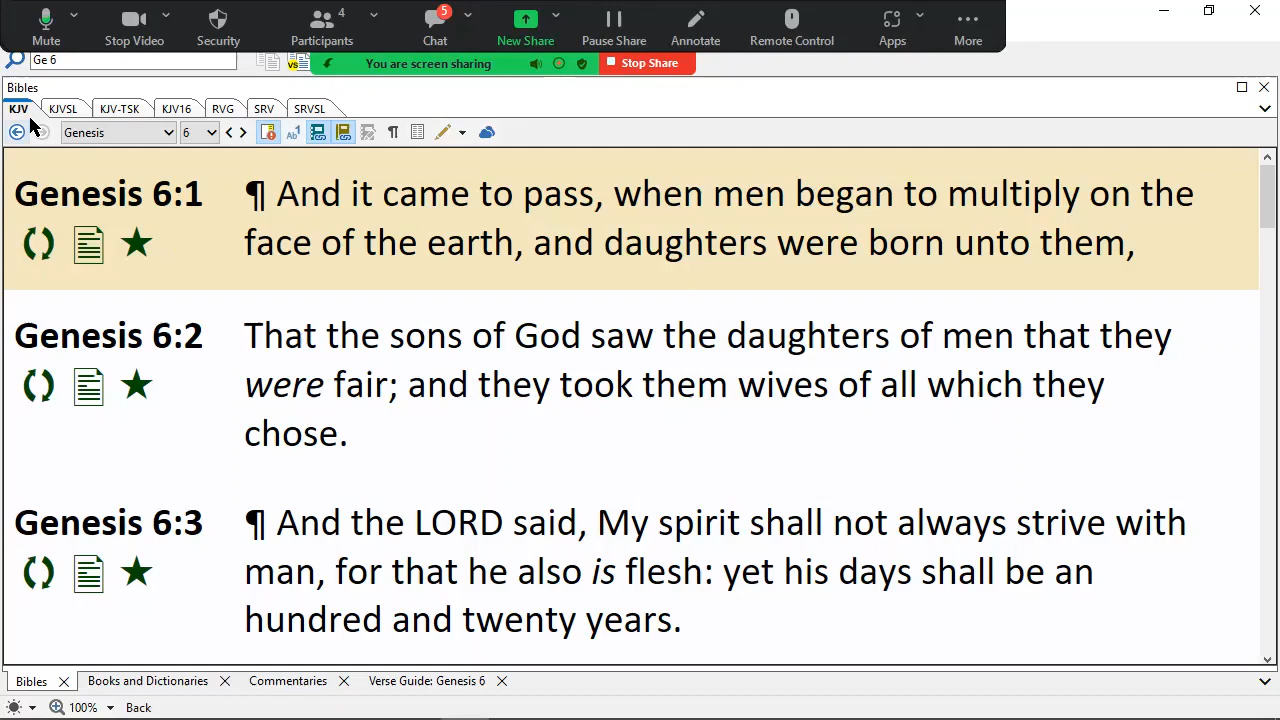 4 5
Mute Stop Video Security Participants Chat New Share Pause Share Annotate Remote Control Apps More
Ge 6 VS You are screen sharing Stop Share
Bibles
KJV KJVSL KJV-TSK KJV16 RVG SRV SRVSL
Genesis 6 Ab¹ ¶
Genesis 6:1 ¶ And it came to pass, when men began to multiply on the
face of the earth, and daughters were born unto them,
Genesis 6:2 That the sons of God saw the daughters of men that they
were fair; and they took them wives of all which they
chose.
Genesis 6:3 ¶ And the LORD said, My spirit shall not always strive with
man, for that he also is flesh: yet his days shall be an
hundred and twenty years.
Bibles Books and Dictionaries Commentaries Verse Guide: Genesis 6
100% Back